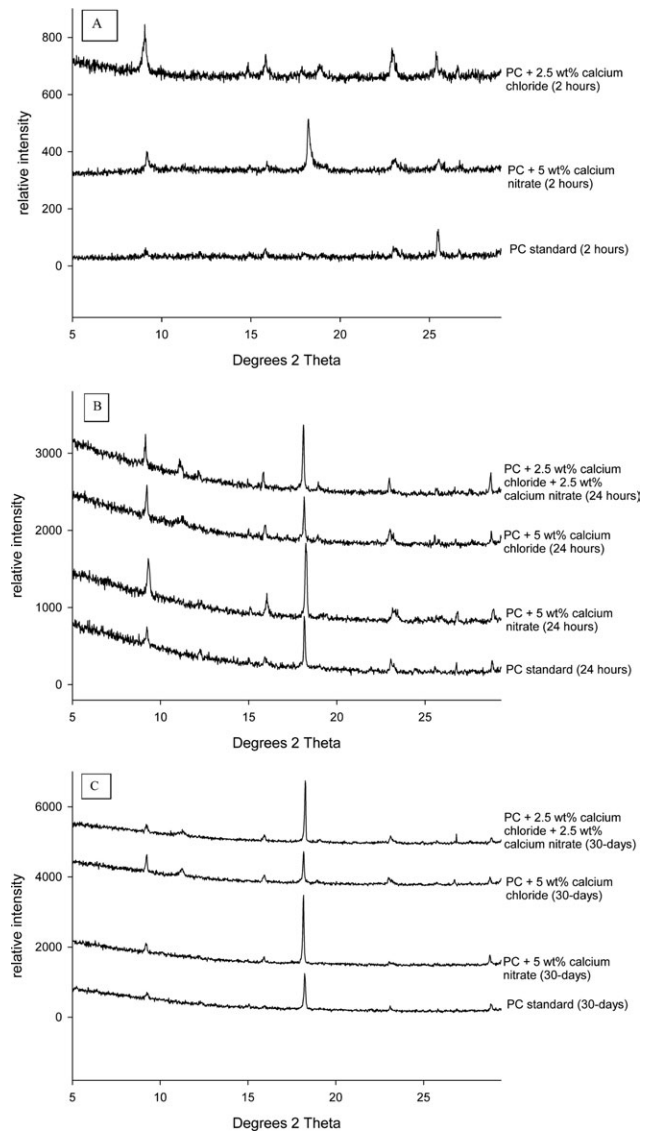 A
800
600
400
200
0
relative intensity
PC + 2.5 wt% calcium
chloride (2 hours)
PC + 5 wt% calcium
nitrate (2 hours)
PC standard (2 hours)
5 10 15 20 25
Degrees 2 Theta
B
3000
2000
1000
0
relative intensity
PC + 2.5 wt% calcium
chloride + 2.5 wt%
calcium nitrate (24 hours)
PC + 5 wt% calcium
chloride (24 hours)
PC + 5 wt% calcium
nitrate (24 hours)
PC standard (24 hours)
5 10 15 20 25
Degrees 2 Theta
C
6000
4000
2000
0
relative intensity
PC + 2.5 wt% calcium
chloride + 2.5 wt%
calcium nitrate (30-days)
PC + 5 wt% calcium
chloride (30-days)
PC + 5 wt% calcium
nitrate (30-days)
PC standard (30-days)
5 10 15 20 25
Degrees 2 Theta